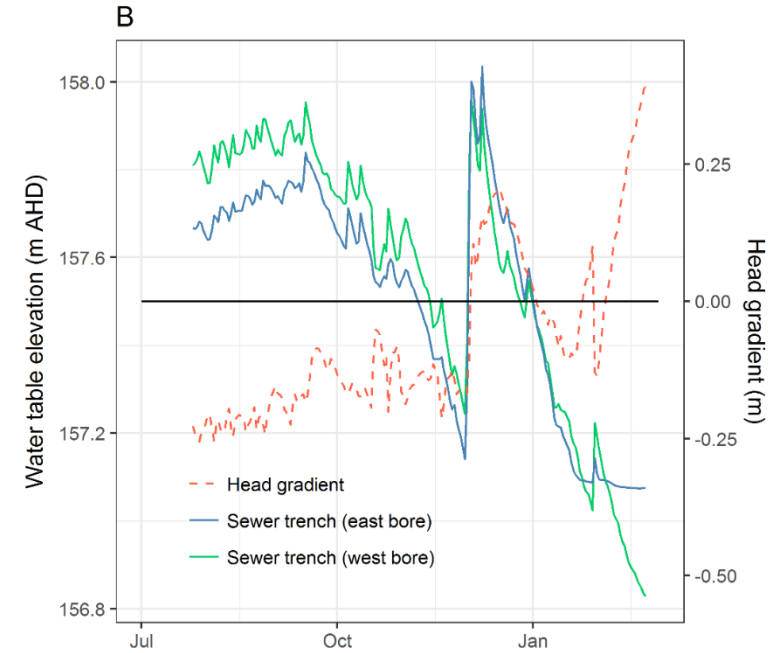 B
Water table elevation (m AHD)
158.0
157.6
157.2
156.8
Head gradient
Sewer trench (east bore)
Sewer trench (west bore)
0.25
0.00
-0.25
-0.50
Head gradient (m)
Jul
Oct
Jan